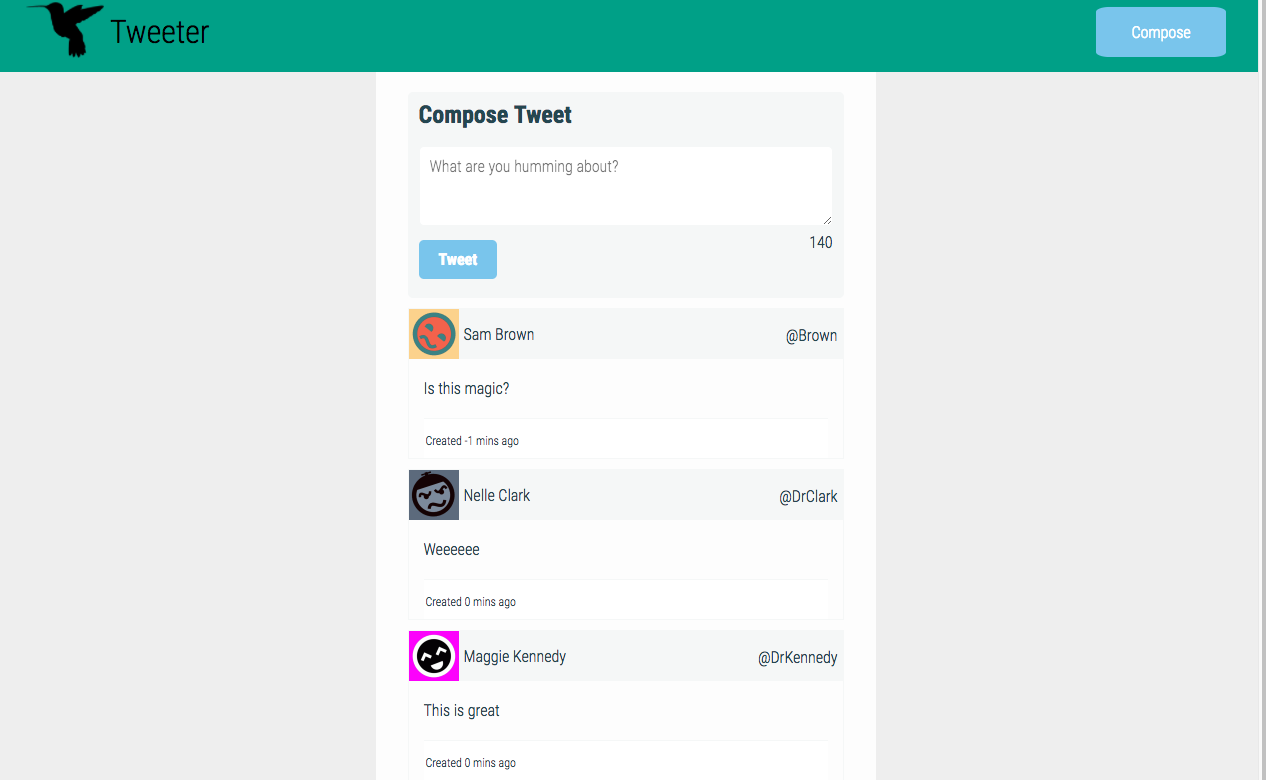 Tweeter
Compose
Compose Tweet
What are you humming about?
140
Tweet
Sam Brown
@Brown
Is this magic?
Created -1 mins ago
Nelle Clark
@DrClark
Weeeeee
Created 0 mins ago
Maggie Kennedy
@DrKennedy
This is great
Created 0 mins ago